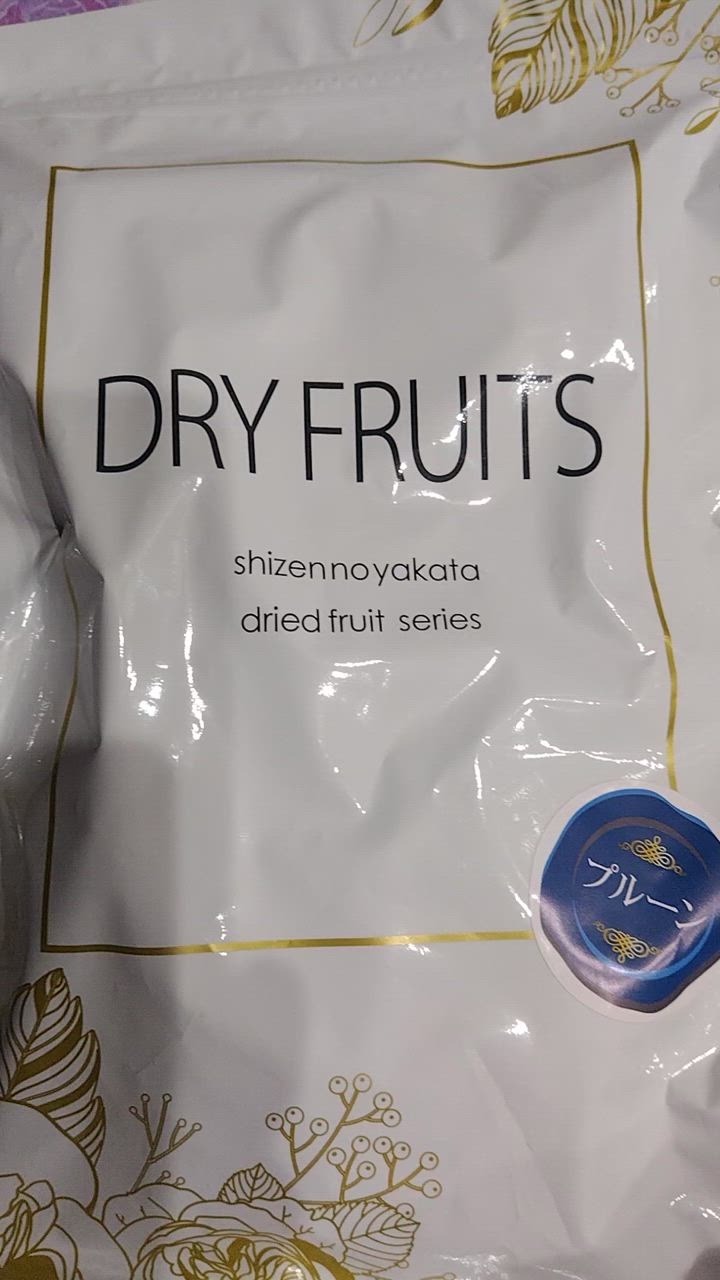 DRY FRUITS
shizennoyakata
dried fruit series
プルーン